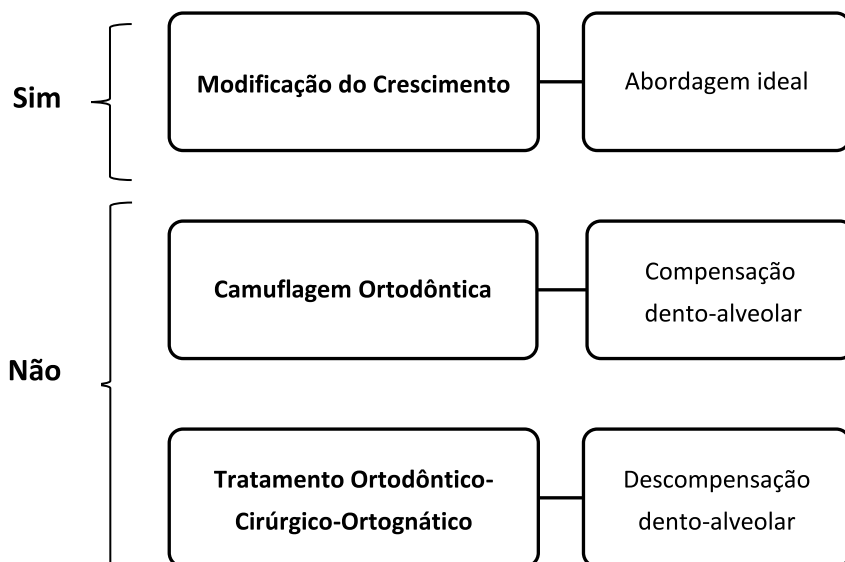 Sim
Modificação do Crescimento
Abordagem ideal
Não
Camuflagem Ortodôntica
Compensação
dento-alveolar
Tratamento Ortodôntico-
Cirúrgico-Ortognático
Descompensação
dento-alveolar